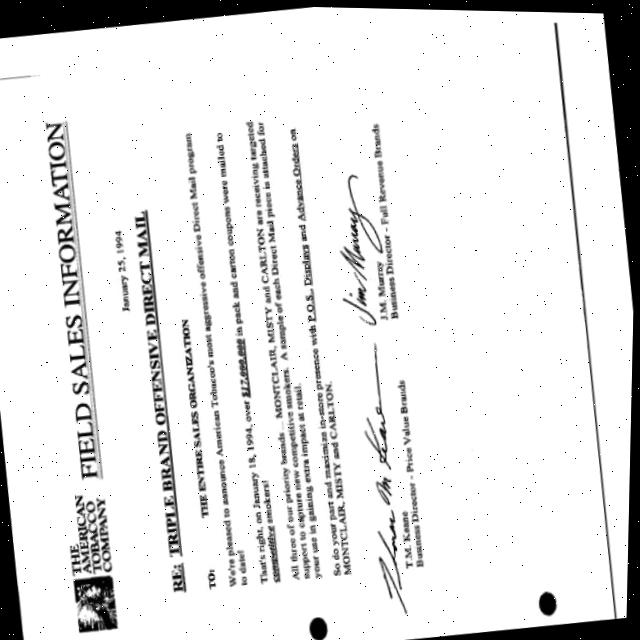 THE
AMERICAN
TOBACCO
COMPANY
FIELD SALES INFORMATION
January 25, 1994
RE: TRIPLE BRAND OFFENSIVE DIRECT MAIL
TO: THE ENTIRE SALES ORGANIZATION
We're pleased to announce American Tobacco's most aggressive offensive Direct Mail program
to date!
That's right, on January 18, 1994, over $17,000,000 in pack and carton coupons were mailed to
competitive smokers!
All three of our priority brands ... MONTCLAIR, MISTY and CARLTON are receiving targeted
support to capture new competitive smokers. A sample of each Direct Mail piece is attached for
your use in gaining extra impact at retail.
So do your part and maximize in-store presence with P.O.S., Displays and Advance Orders on
MONTCLAIR, MISTY and CARLTON.
Thomas M Keane
Jim Murray
T.M. Keane
Business Director - Price Value Brands
J.M. Murray
Business Director - Full Revenue Brands